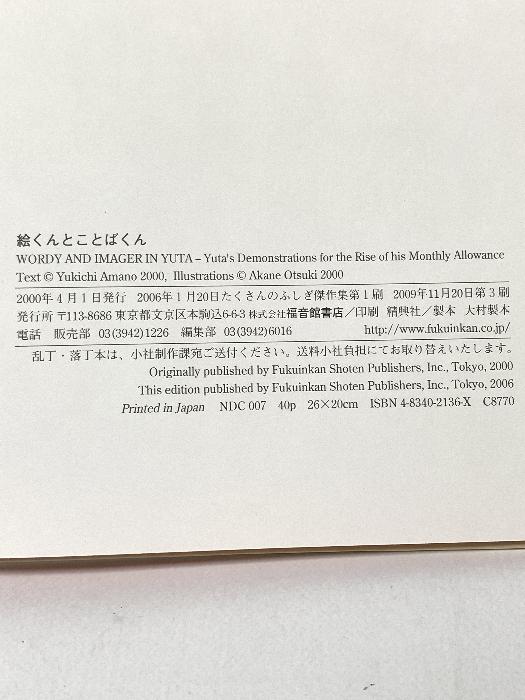 絵くんとことばくん
WORDY AND IMAGER IN YUTA – Yuta's Demonstrations for the Rise of his Monthly Allowance
Text © Yukichi Amano 2000, Illustrations © Akane Otsuki 2000
2000年4月1日発行 2006年1月20日たくさんのふしぎ傑作集第1刷 2009年11月20日第3刷
発行所 〒113-8686 東京都文京区本駒込6-6-3 株式会社福音館書店／印刷 精興社／製本 大村製本
電話 販売部 03(3942)1226 編集部 03(3942)6016 http://www.fukuinkan.co.jp/
乱丁・落丁本は、小社制作課宛ご送付ください。送料小社負担にてお取り替えいたします。
Originally published by Fukuinkan Shoten Publishers, Inc., Tokyo, 2000
This edition published by Fukuinkan Shoten Publishers, Inc., Tokyo, 2006
Printed in Japan NDC 007 40p 26×20cm ISBN 4-8340-2136-X C8770